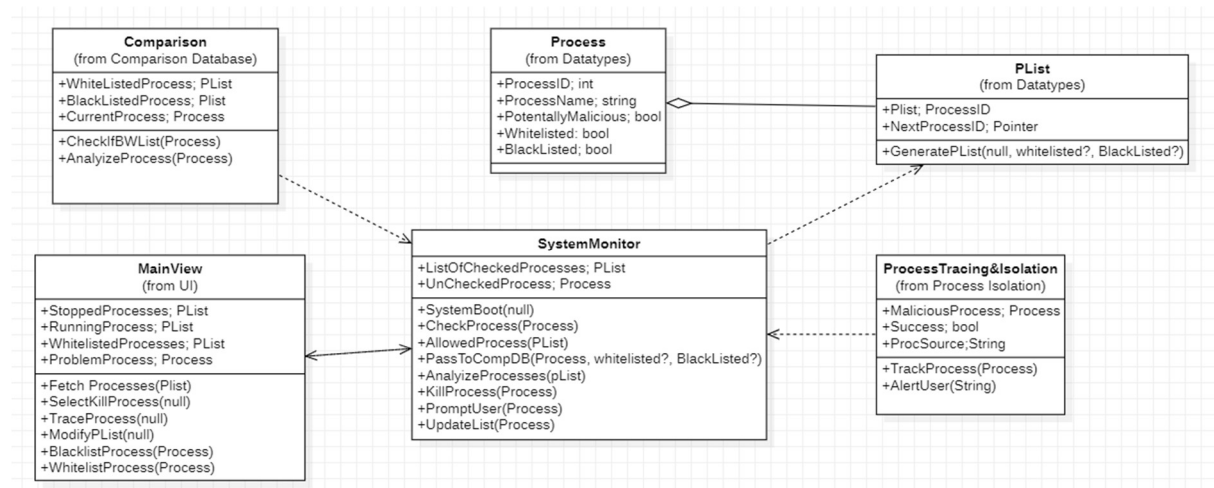 Comparison
(from Comparison Database)
+WhiteListedProcess; PList
+BlackListedProcess; Plist
+CurrentProcess; Process
+CheckIfBWList(Process)
+AnalyizeProcess(Process)
Process
(from Datatypes)
+ProcessID; int
+ProcessName; string
+PotentallyMalicious; bool
+Whitelisted: bool
+BlackListed; bool
PList
(from Datatypes)
+Plist; ProcessID
+NextProcessID; Pointer
+GeneratePList(null, whitelisted?, BlackListed?)
MainView
(from UI)
+StoppedProcesses; PList
+RunningProcess; PList
+WhitelistedProcesses; PList
+ProblemProcess; Process
+Fetch Processes(Plist)
+SelectKillProcess(null)
+TraceProcess(null)
+ModifyPList(null)
+BlacklistProcess(Process)
+WhitelistProcess(Process)
SystemMonitor
+ListOfCheckedProcesses; PList
+UnCheckedProcess; Process
+SystemBoot(null)
+CheckProcess(Process)
+AllowedProcess(PList)
+PassToCompDB(Process, whitelisted?, BlackListed?)
+AnalyizeProcesses(pList)
+KillProcess(Process)
+PromptUser(Process)
+UpdateList(Process)
ProcessTracing&Isolation
(from Process Isolation)
+MaliciousProcess; Process
+Success; bool
+ProcSource;String
+TrackProcess(Process)
+AlertUser(String)